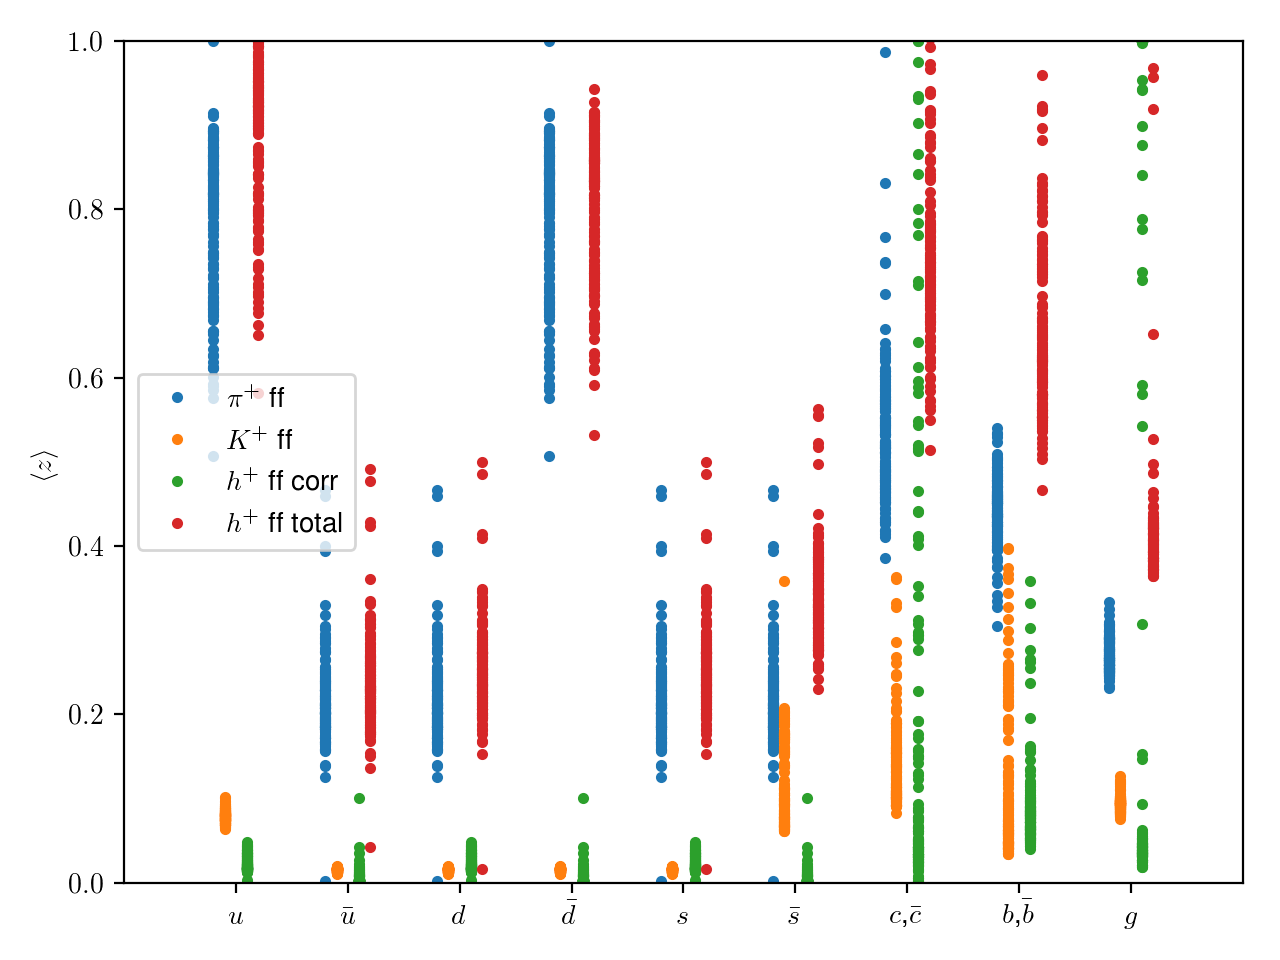 1.0
0.8
0.6
0.4
0.2
0.0
⟨z⟩
π⁺ ff
K⁺ ff
h⁺ ff corr
h⁺ ff total
u ū d d̄ s s̄ c,c̄ b,b̄ g